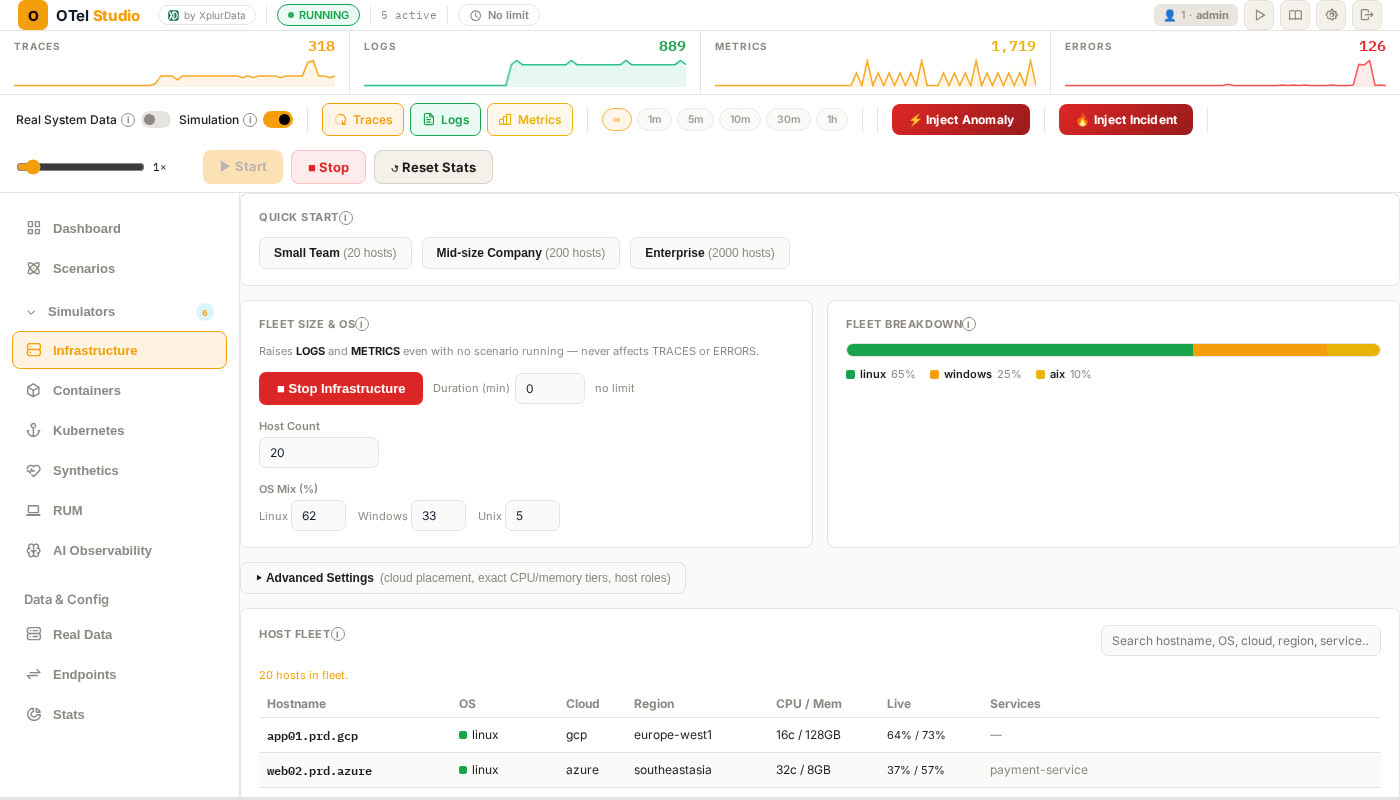 O OTel Studio by XplurData RUNNING 5 active No limit 1 · admin
TRACES 318 LOGS 889 METRICS 1,719 ERRORS 126
Real System Data i Simulation i Traces Logs Metrics ∞ 1m 5m 10m 30m 1h ⚡ Inject Anomaly 🔥 Inject Incident
1× ▶ Start ■ Stop ↺ Reset Stats
Dashboard
Scenarios
Simulators 6
Infrastructure
Containers
Kubernetes
Synthetics
RUM
AI Observability
Data & Config
Real Data
Endpoints
Stats
QUICK START i
Small Team (20 hosts) Mid-size Company (200 hosts) Enterprise (2000 hosts)
FLEET SIZE & OS i
Raises LOGS and METRICS even with no scenario running — never affects TRACES or ERRORS.
■ Stop Infrastructure Duration (min) 0 no limit
Host Count
20
OS Mix (%)
Linux 62 Windows 33 Unix 5
FLEET BREAKDOWN i
linux 65% windows 25% aix 10%
▸ Advanced Settings (cloud placement, exact CPU/memory tiers, host roles)
HOST FLEET i Search hostname, OS, cloud, region, service..
20 hosts in fleet.
Hostname OS Cloud Region CPU / Mem Live Services
app01.prd.gcp linux gcp europe-west1 16c / 128GB 64% / 73% —
web02.prd.azure linux azure southeastasia 32c / 8GB 37% / 57% payment-service